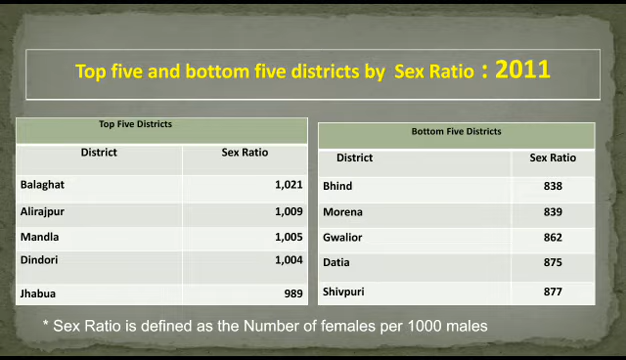 Top five and bottom five districts by Sex Ratio : 2011
Top Five Districts
District Sex Ratio
Balaghat 1,021
Alirajpur 1,009
Mandla 1,005
Dindori 1,004
Jhabua 989
Bottom Five Districts
District Sex Ratio
Bhind 838
Morena 839
Gwalior 862
Datia 875
Shivpuri 877
* Sex Ratio is defined as the Number of females per 1000 males